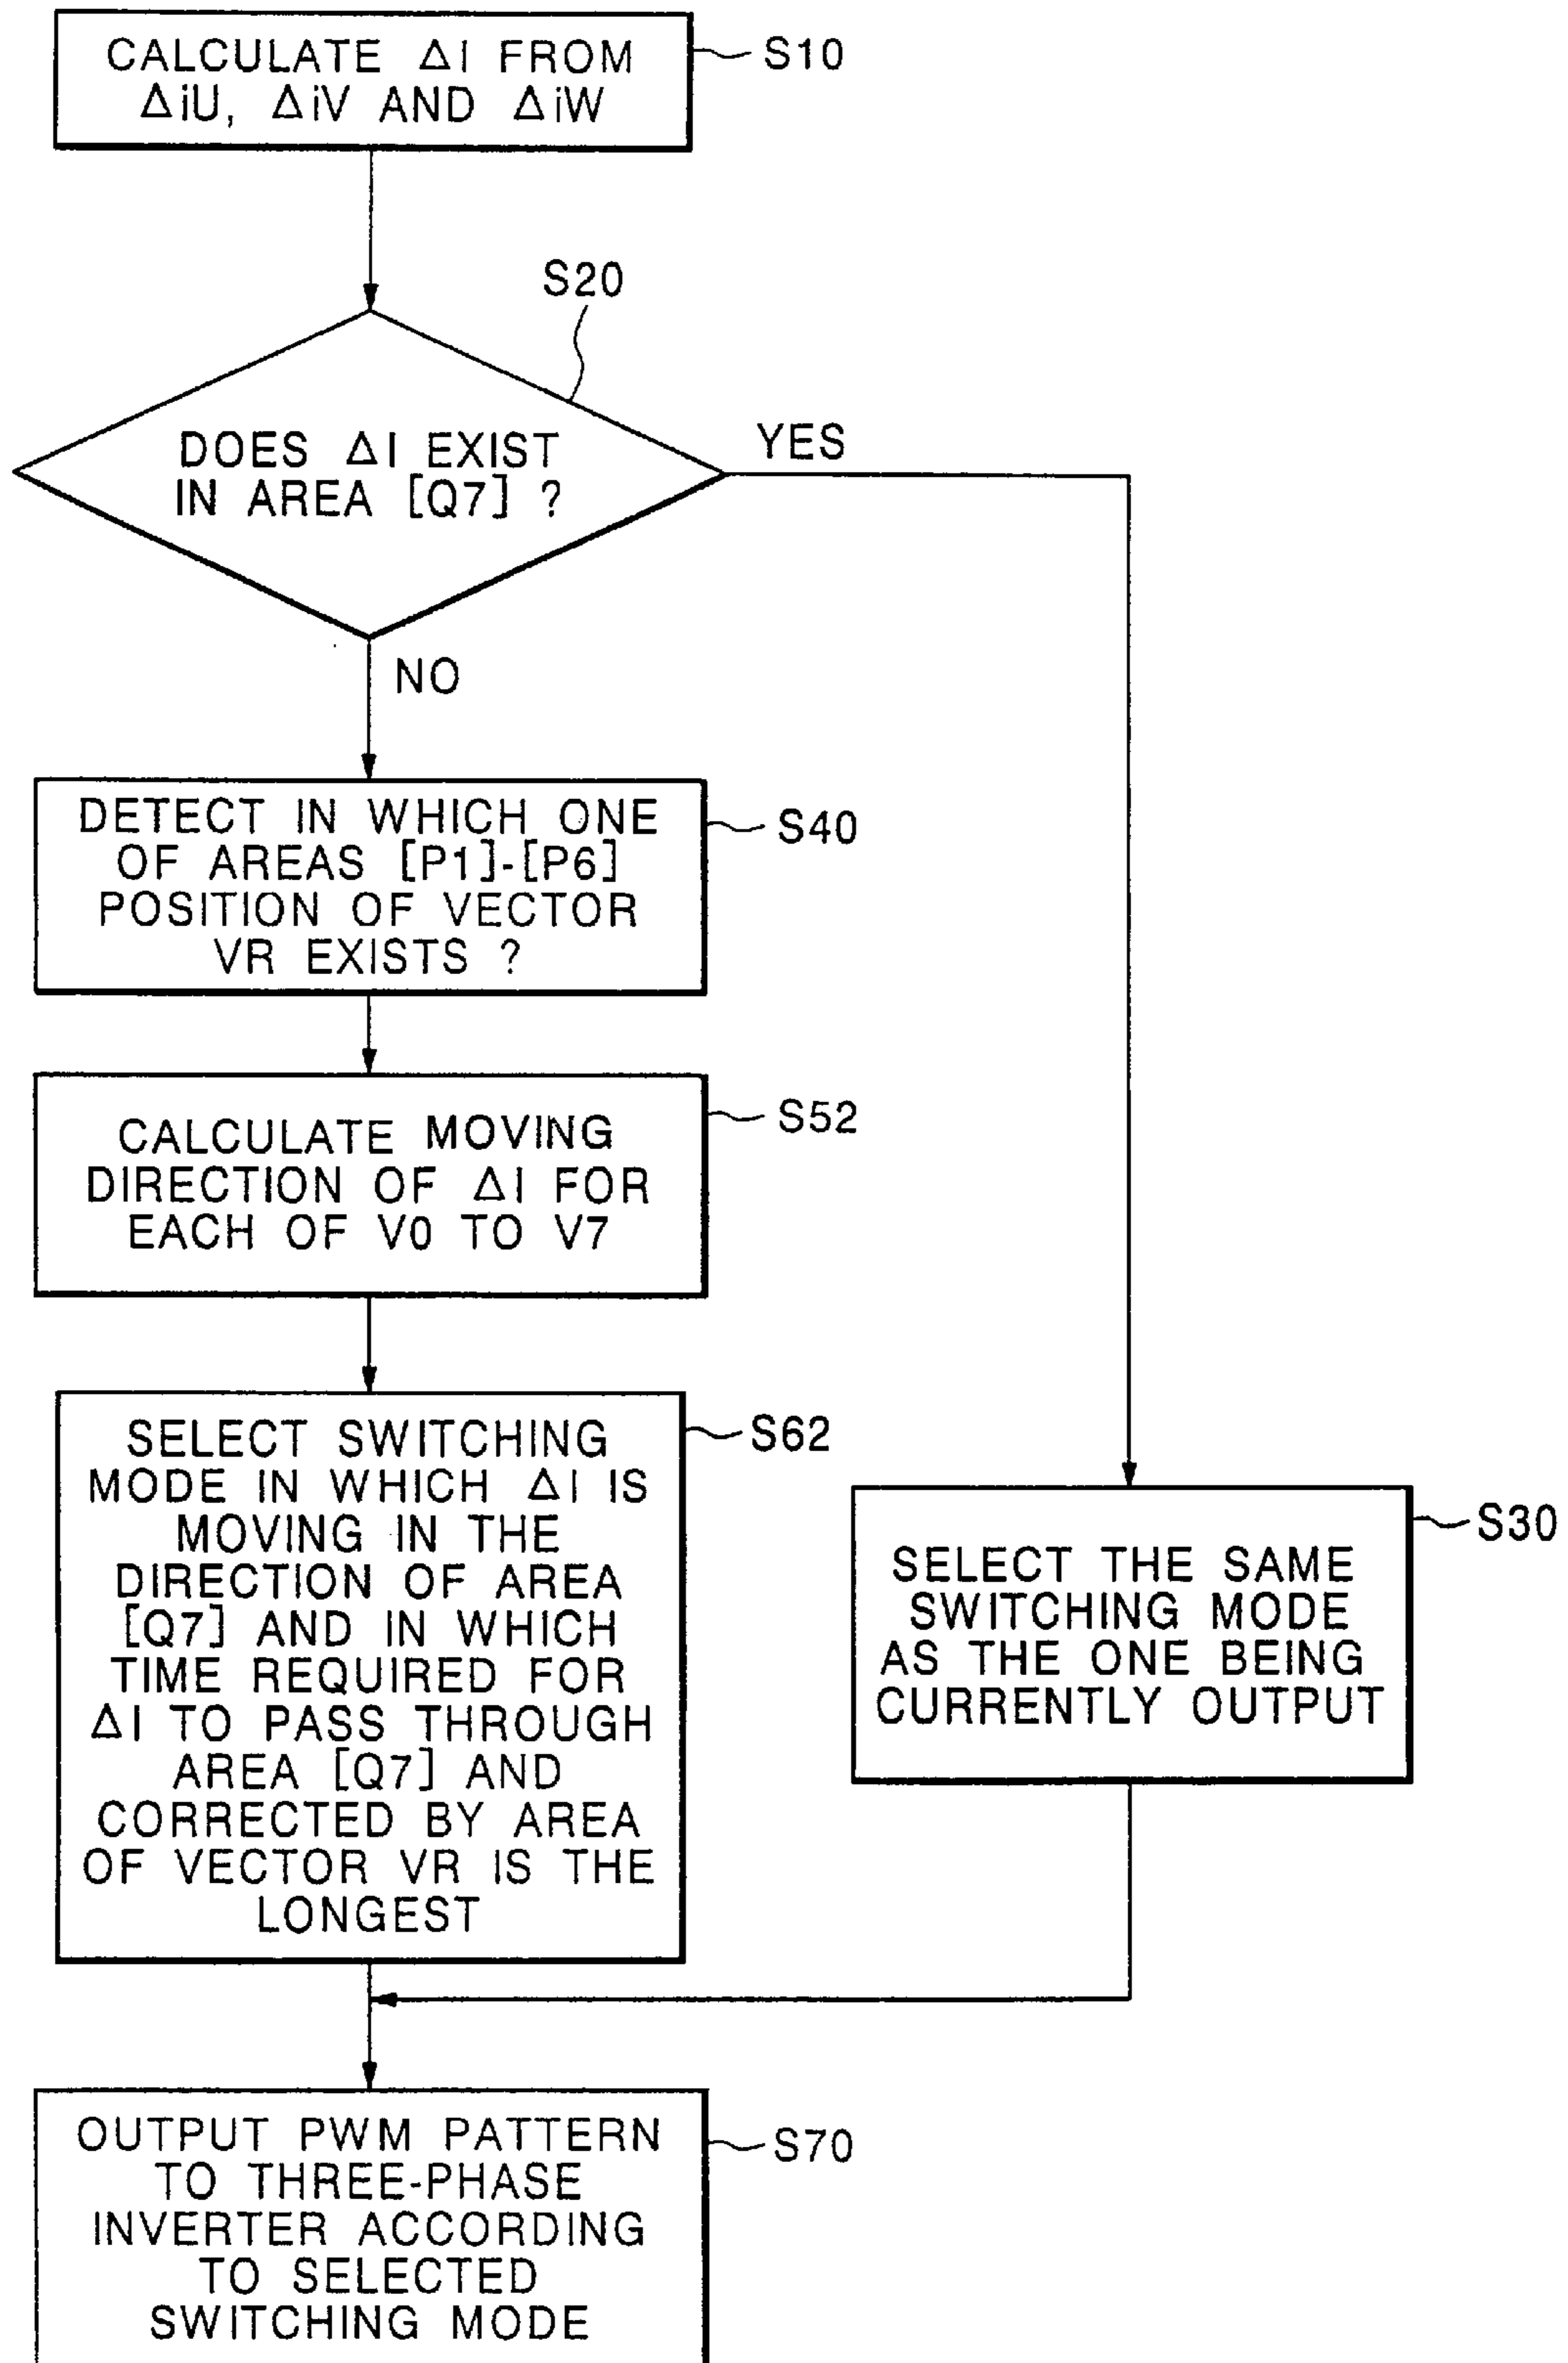 CALCULATE ΔI FROM
ΔiU, ΔiV AND ΔiW
S10
S20
DOES ΔI EXIST
IN AREA [Q7] ?
YES
NO
DETECT IN WHICH ONE
OF AREAS [P1]-[P6]
POSITION OF VECTOR
VR EXISTS ?
S40
CALCULATE MOVING
DIRECTION OF ΔI FOR
EACH OF V0 TO V7
S52
SELECT SWITCHING
MODE IN WHICH ΔI IS
MOVING IN THE
DIRECTION OF AREA
[Q7] AND IN WHICH
TIME REQUIRED FOR
ΔI TO PASS THROUGH
AREA [Q7] AND
CORRECTED BY AREA
OF VECTOR VR IS THE
LONGEST
S62
SELECT THE SAME
SWITCHING MODE
AS THE ONE BEING
CURRENTLY OUTPUT
S30
OUTPUT PWM PATTERN
TO THREE-PHASE
INVERTER ACCORDING
TO SELECTED
SWITCHING MODE
S70